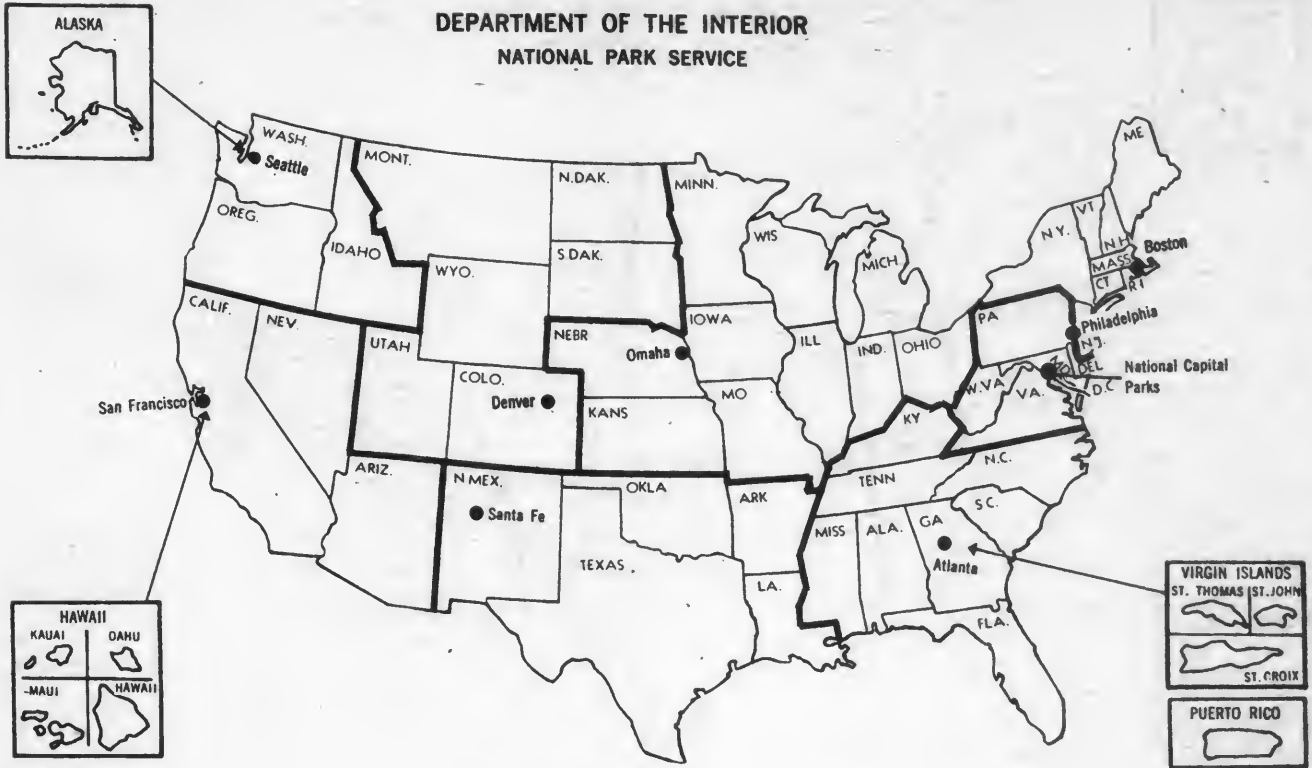 DEPARTMENT OF THE INTERIOR
NATIONAL PARK SERVICE
ALASKA
WASH.
Seattle
MONT.
N.DAK.
MINN.
ME
OREG.
IDAHO
WYO.
S.DAK.
WIS
MICH
N.Y.
VT
N H
Boston
MASS
CT
R I
CALIF.
NEV.
UTAH
NEBR
Omaha
IOWA
ILL
IND.
OHIO
PA
Philadelphia
N.J.
DEL
National Capital
Parks
D.C
W.VA
VA.
San Francisco
COLO.
Denver
KANS
MO
KY
ARIZ.
N MEX.
Santa Fe
OKLA
ARK
TENN
N.C.
S.C.
TEXAS
LA.
MISS
ALA.
GA
Atlanta
FLA.
HAWAII
KAUAI
OAHU
MAUI
HAWAII
VIRGIN ISLANDS
ST. THOMAS
ST.JOHN
ST.CROIX
PUERTO RICO